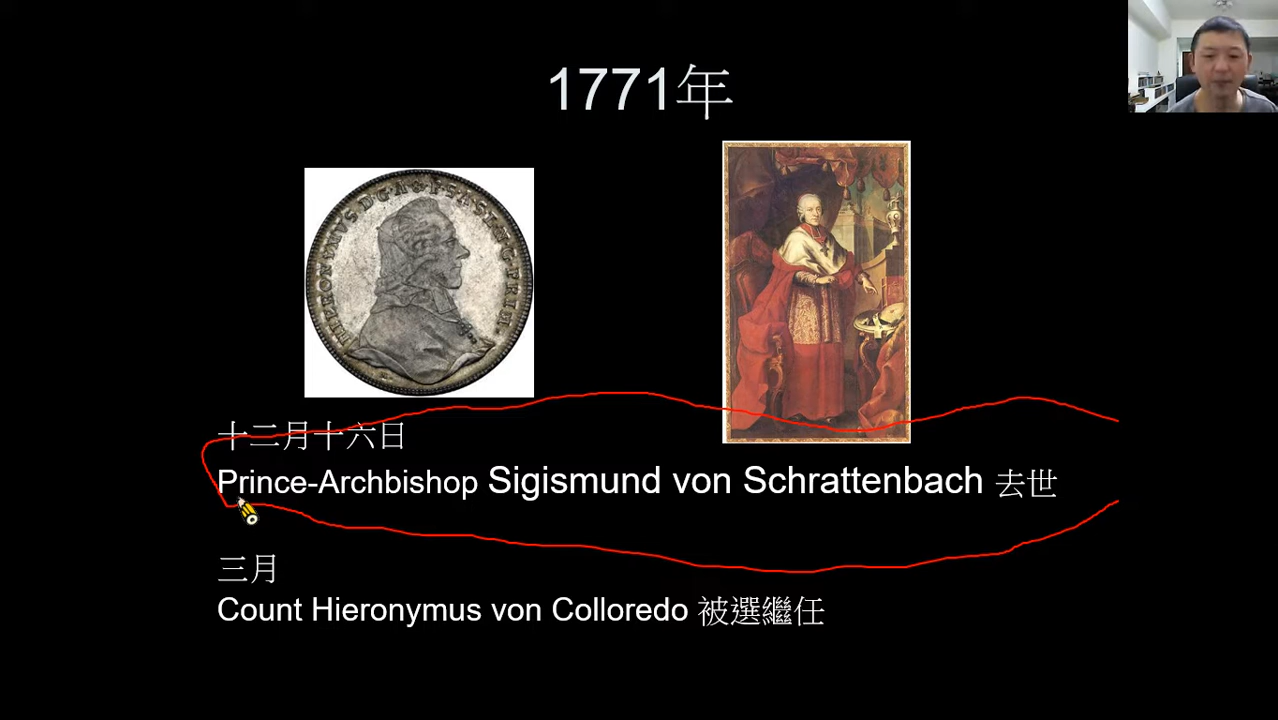 1771年
HIERONYMUS D.G.A
十二月十六日
Prince-Archbishop Sigismund von Schrattenbach 去世
三月
Count Hieronymus von Colloredo 被選繼任